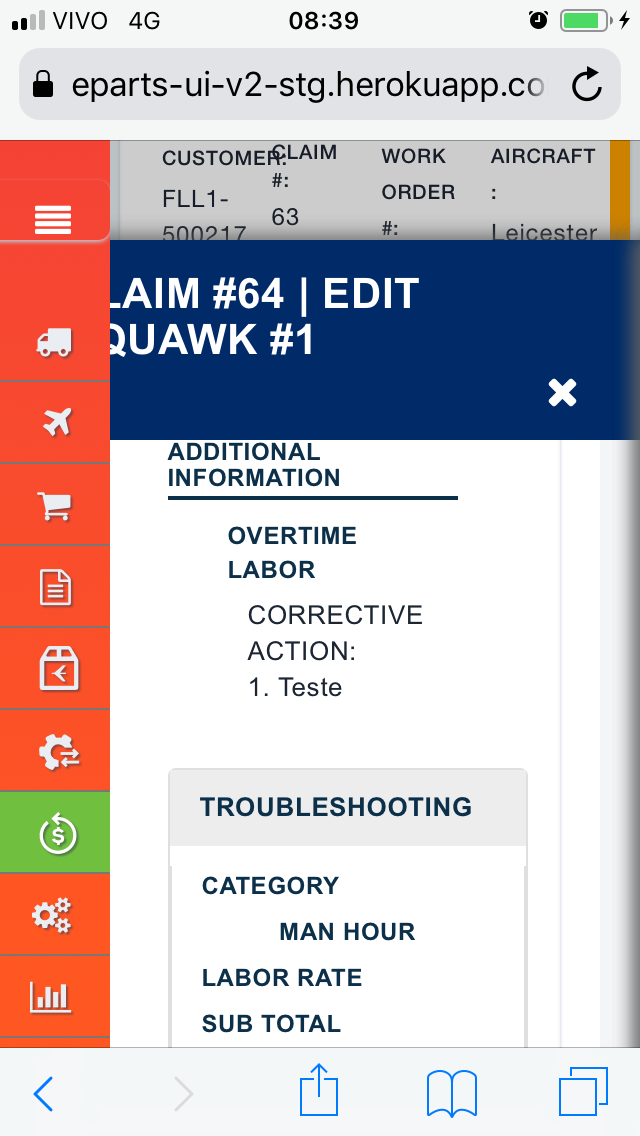 VIVO 4G 08:39
eparts-ui-v2-stg.herokuapp.co
CUSTOMER:
FLL1-
500217
CLAIM
#:
63
WORK
ORDER
#:
AIRCRAFT
:
Leicester
LAIM #64 | EDIT
QUAWK #1
ADDITIONAL
INFORMATION
OVERTIME
LABOR
CORRECTIVE
ACTION:
1. Teste
TROUBLESHOOTING
CATEGORY
MAN HOUR
LABOR RATE
SUB TOTAL